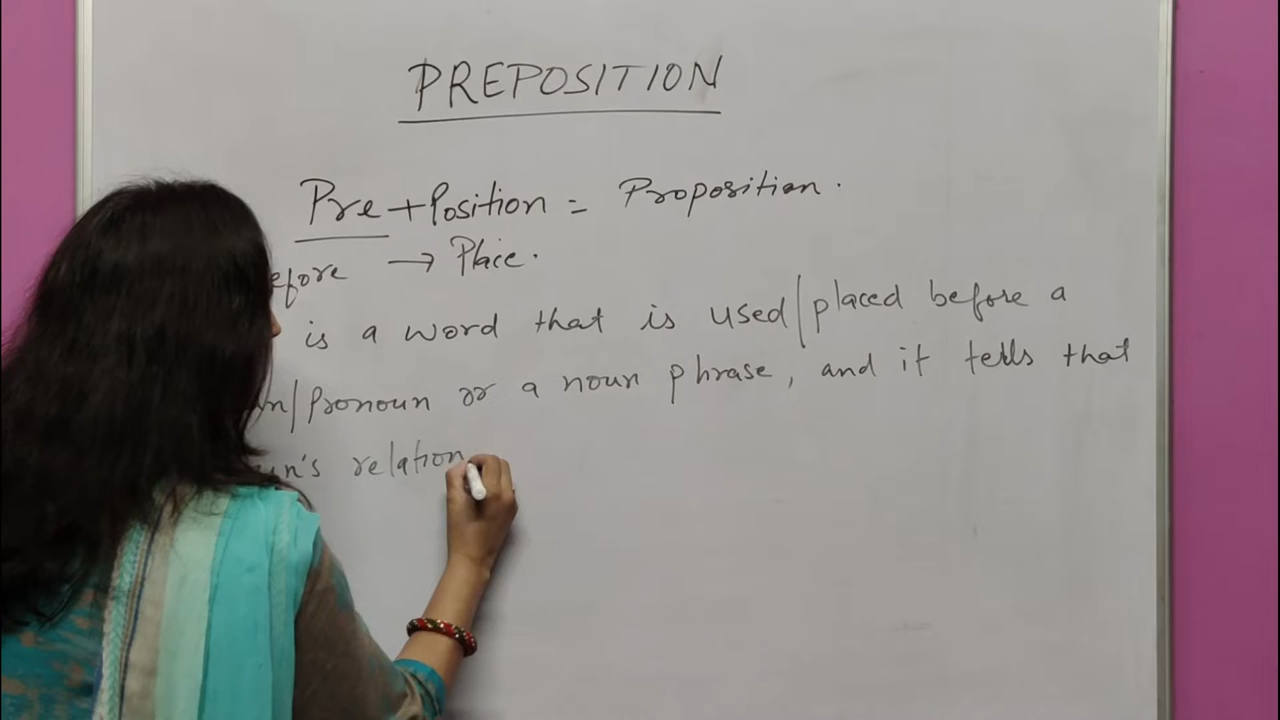 PREPOSITION
Pre + Position = Proposition.
efore → Place.
is a word that is used/placed before a
n/Pronoun or a noun phrase, and it tells that
un's relation